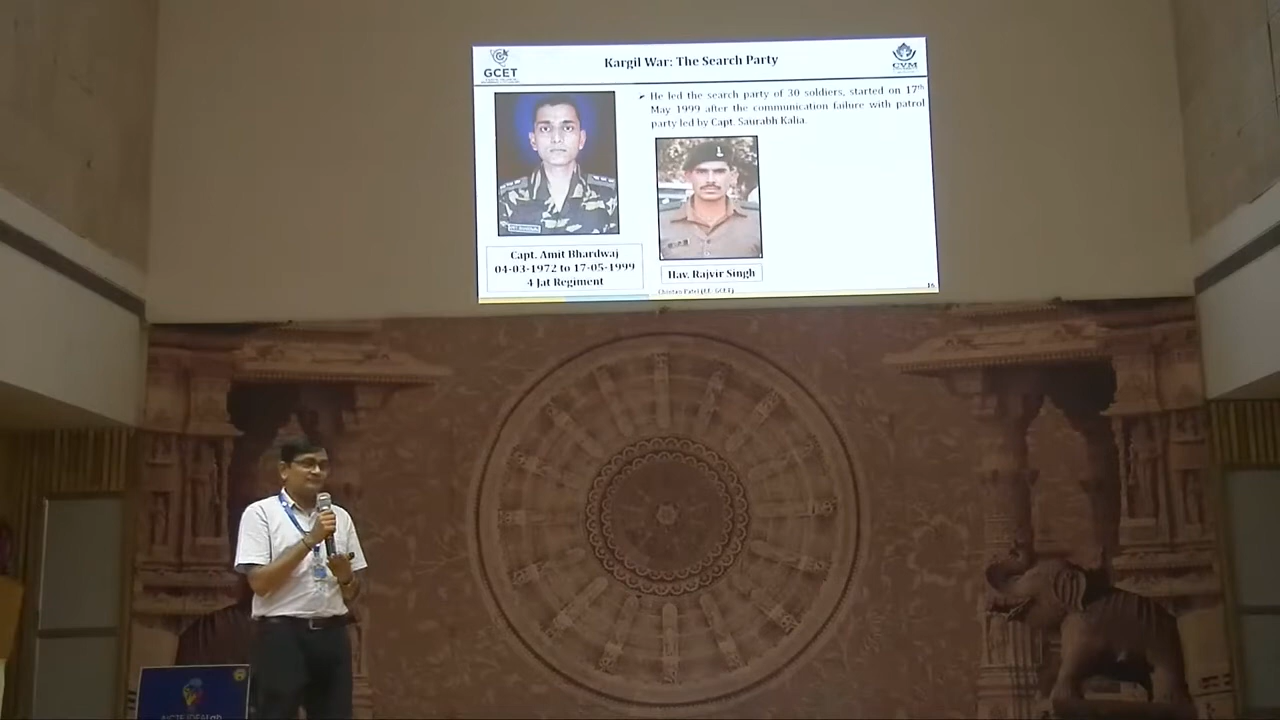 GCET
Kargil War: The Search Party
CVM
He led the search party of 30 soldiers, started on 17th
May 1999 after the communication failure with patrol
party led by Capt. Saurabh Kalia.
Capt. Amit Bhardwaj
04-03-1972 to 17-05-1999
4 Jat Regiment
Hav. Rajvir Singh
16